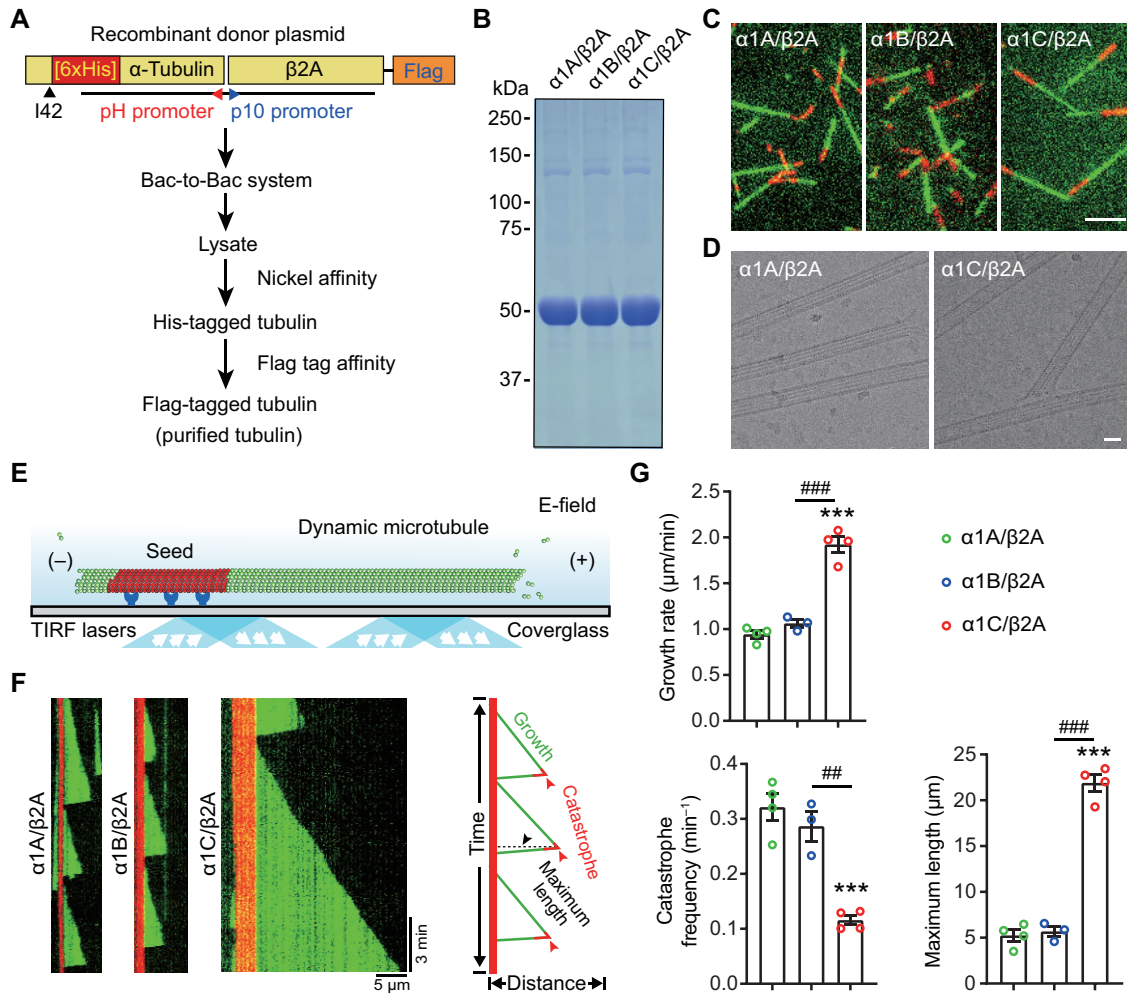 A
Recombinant donor plasmid
[6xHis]
α-Tubulin
β2A
Flag
I42
pH promoter
p10 promoter
Bac-to-Bac system
Lysate
Nickel affinity
His-tagged tubulin
Flag tag affinity
Flag-tagged tubulin
(purified tubulin)
B
α1A/β2A
α1B/β2A
α1C/β2A
kDa
250
150
100
75
50
37
C
α1A/β2A
α1B/β2A
α1C/β2A
D
α1A/β2A
α1C/β2A
E
E-field
Dynamic microtubule
Seed
(–)
(+)
TIRF lasers
Coverglass
F
α1A/β2A
α1B/β2A
α1C/β2A
3 min
5 μm
Time
Growth
Catastrophe
Maximum
length
Distance
G
Growth rate (μm/min)
2.5
2.0
1.5
1.0
0.5
0.0
###
***
α1A/β2A
α1B/β2A
α1C/β2A
Catastrophe
frequency (min⁻¹)
0.4
0.3
0.2
0.1
0.0
##
***
Maximum length (μm)
25
20
15
10
5
0
###
***